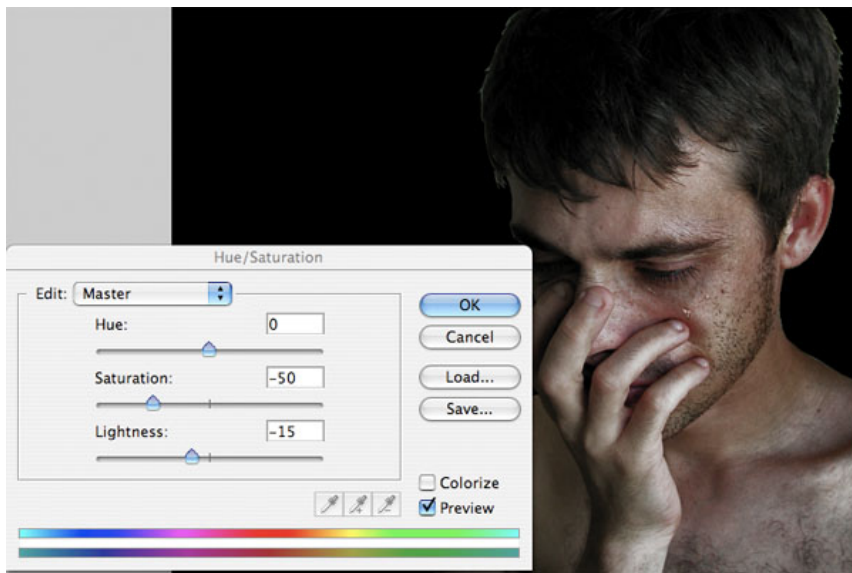 Hue/Saturation
Edit: Master
Hue: 0
Saturation: -50
Lightness: -15
OK
Cancel
Load...
Save...
Colorize
Preview